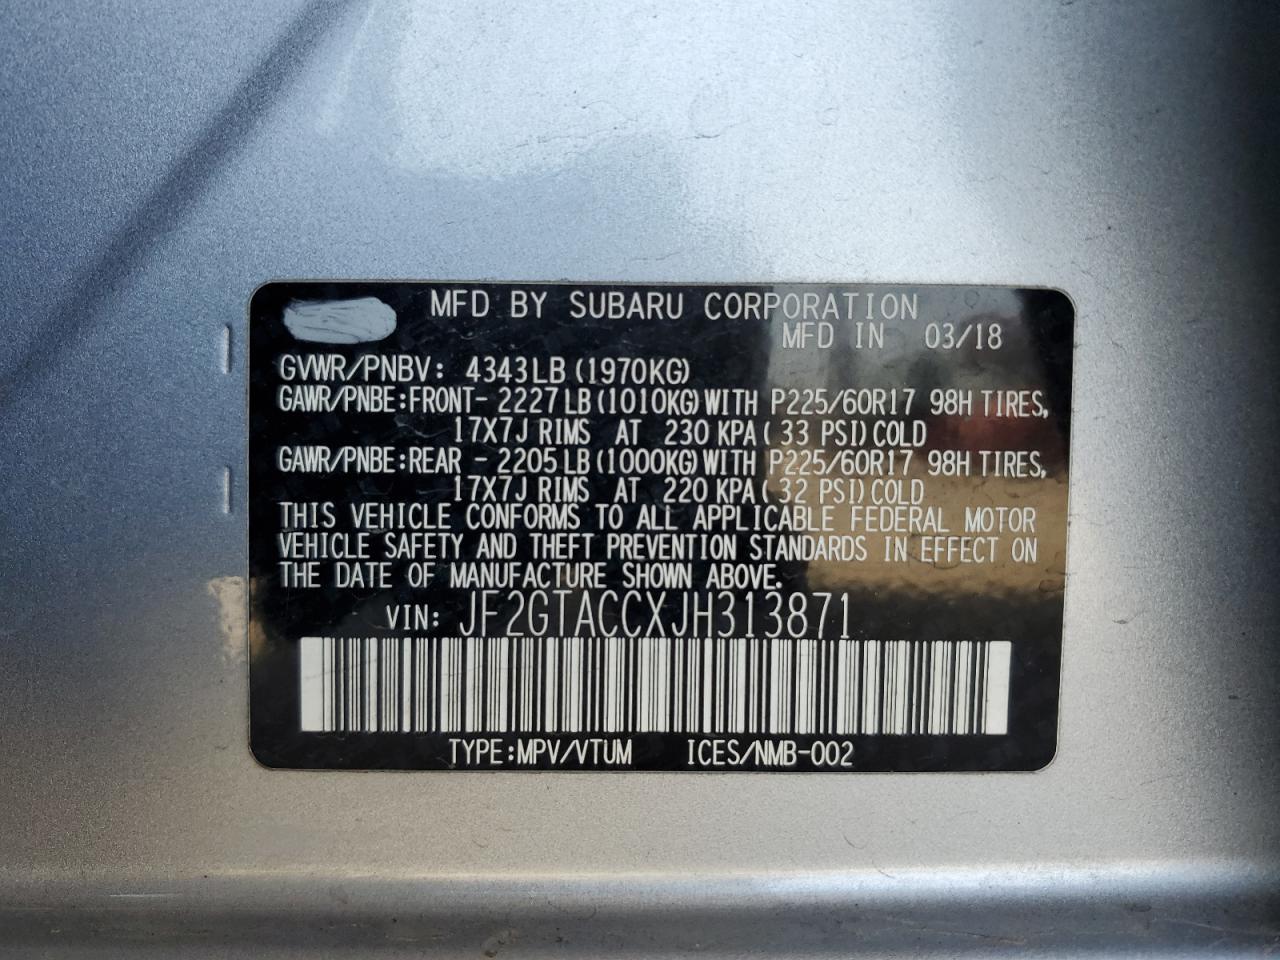 MFD BY SUBARU CORPORATION
MFD IN 03/18
GVWR/PNBV: 4343LB (1970KG)
GAWR/PNBE:FRONT- 2227LB (1010KG) WITH P225/60R17 98H TIRES,
17X7J RIMS AT 230 KPA( 33 PSI) COLD
GAWR/PNBE:REAR - 2205LB (1000KG) WITH P225/60R17 98H TIRES,
17X7J RIMS AT 220 KPA( 32 PSI) COLD
THIS VEHICLE CONFORMS TO ALL APPLICABLE FEDERAL MOTOR
VEHICLE SAFETY AND THEFT PREVENTION STANDARDS IN EFFECT ON
THE DATE OF MANUFACTURE SHOWN ABOVE.
VIN: JF2GTACCXJH313871
TYPE:MPV/VTUM ICES/NMB-002